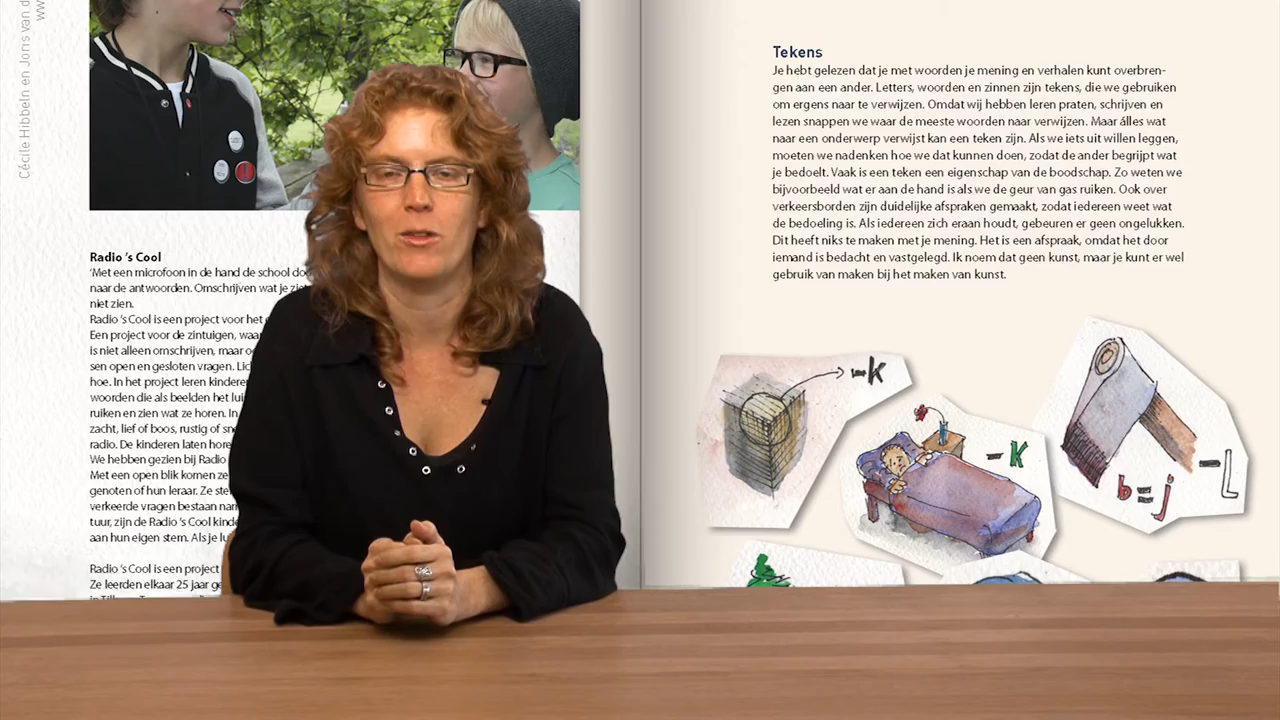 Cécile Hibbeln en Joris van d
www
Radio 's Cool
'Met een microfoon in de hand de school doo
naar de antwoorden. Omschrijven wat je ziet
niet zien.
Radio 's Cool is een project voor het
Een project voor de zintuigen, waar
is niet alleen omschrijven, maar oo
sen open en gesloten vragen.
hoe. In het project leren kinderen
woorden die als beelden het lui
ruiken en zien wat ze horen. In
zacht, lief of boos, rustig of sn
radio. De kinderen laten hore
We hebben gezien bij Radio
Met een open blik komen ze
genoten of hun leraar. Ze stel
verkeerde vragen bestaan nam
tuur, zijn de Radio 's Cool kinde
aan hun eigen stem. Als je lu
Radio 's Cool is een project
Ze leerden elkaar 25 jaar ge
Tekens
Je hebt gelezen dat je met woorden je mening en verhalen kunt overbren-
gen aan een ander. Letters, woorden en zinnen zijn tekens, die we gebruiken
om ergens naar te verwijzen. Omdat wij hebben leren praten, schrijven en
lezen snappen we waar de meeste woorden naar verwijzen. Maar álles wat
naar een onderwerp verwijst kan een teken zijn. Als we iets uit willen leggen,
moeten we nadenken hoe we dat kunnen doen, zodat de ander begrijpt wat
je bedoelt. Vaak is een teken een eigenschap van de boodschap. Zo weten we
bijvoorbeeld wat er aan de hand is als we de geur van gas ruiken. Ook over
verkeersborden zijn duidelijke afspraken gemaakt, zodat iedereen weet wat
de bedoeling is. Als iedereen zich eraan houdt, gebeuren er geen ongelukken.
Dit heeft niks te maken met je mening. Het is een afspraak, omdat het door
iemand is bedacht en vastgelegd. Ik noem dat geen kunst, maar je kunt er wel
gebruik van maken bij het maken van kunst.
-K
-K
b=j
-L